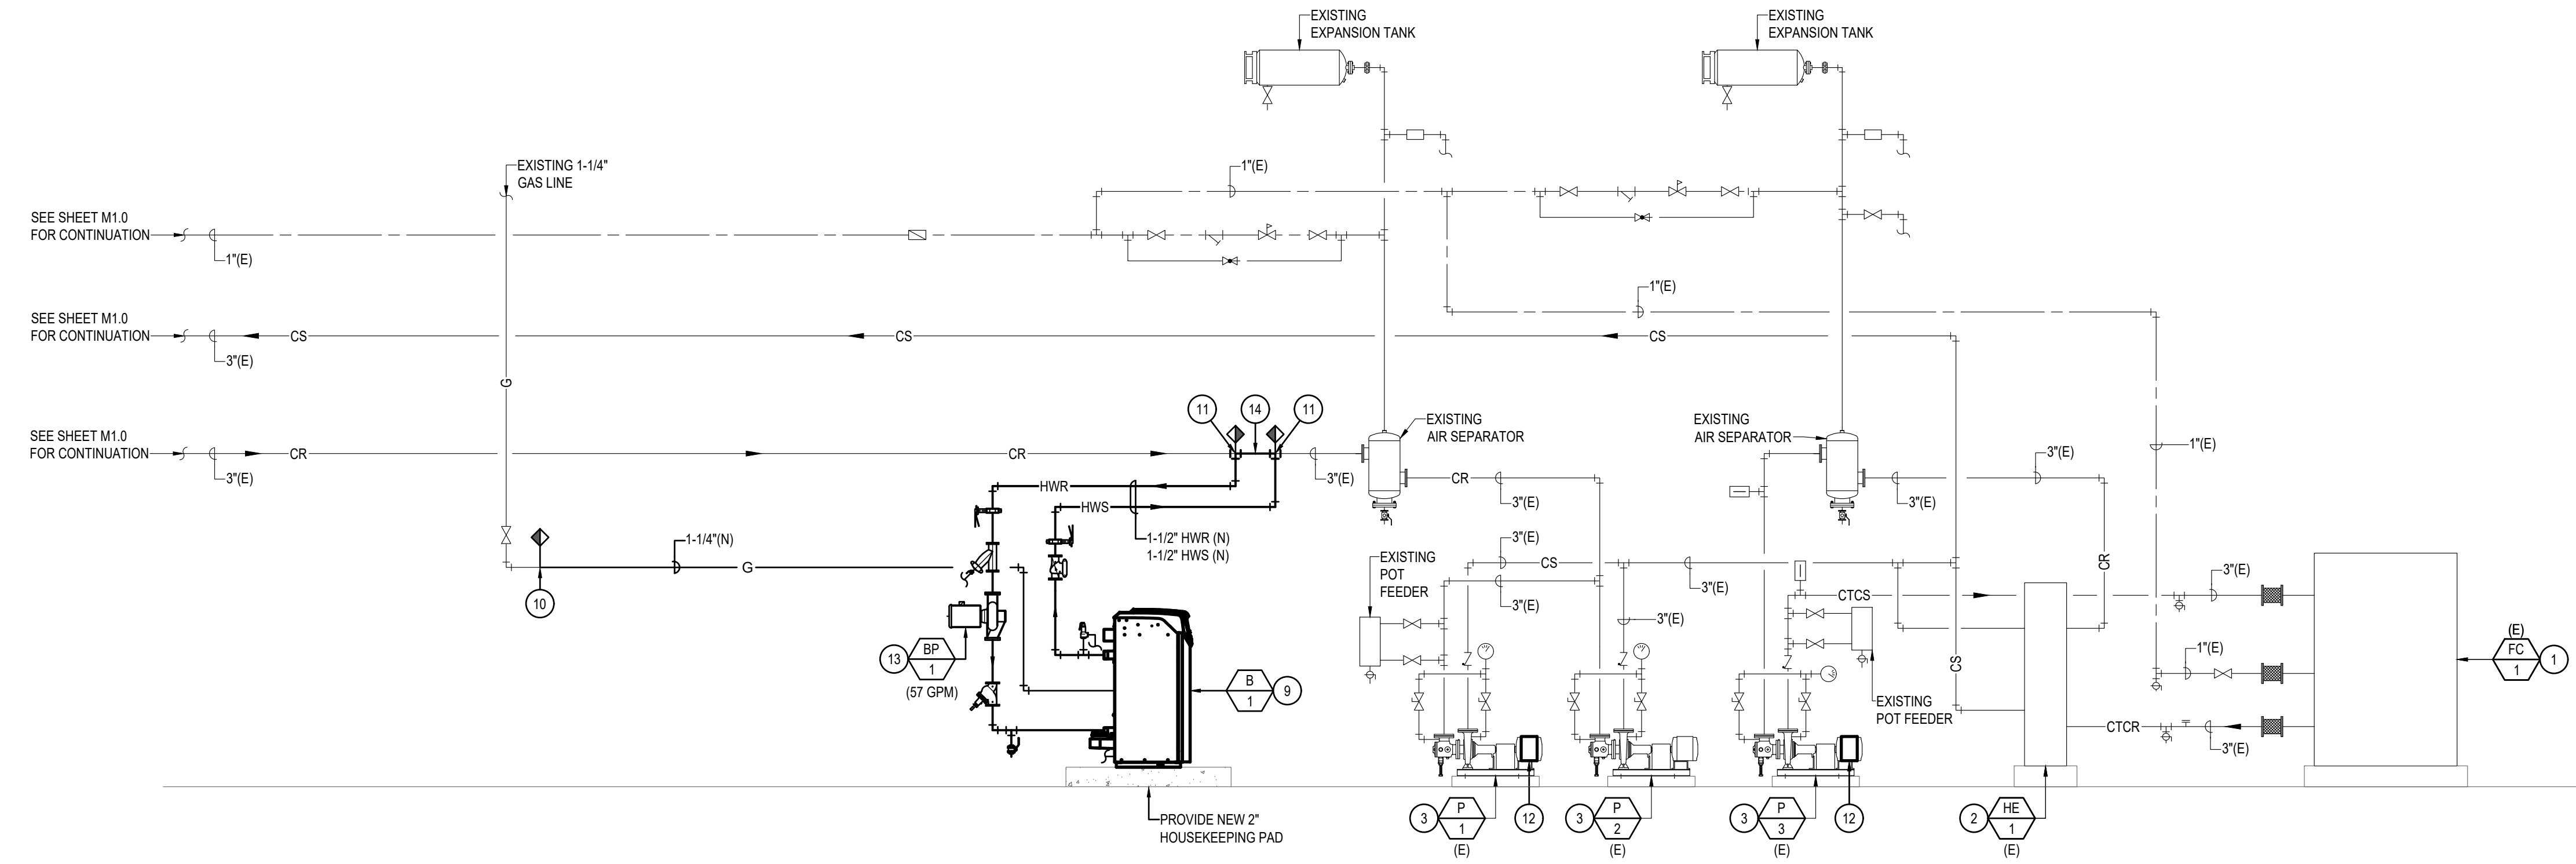 EXISTING
EXPANSION TANK
EXISTING
EXPANSION TANK
EXISTING 1-1/4"
GAS LINE
1"(E)
SEE SHEET M1.0
FOR CONTINUATION
1"(E)
1"(E)
SEE SHEET M1.0
FOR CONTINUATION
CS
CS
CS
3"(E)
G
11
14
11
EXISTING
AIR SEPARATOR
EXISTING
AIR SEPARATOR
SEE SHEET M1.0
FOR CONTINUATION
CR
CR
3"(E)
3"(E)
CR
3"(E)
3"(E)
3"(E)
1"(E)
HWR
HWS
1-1/2" HWR (N)
1-1/2" HWS (N)
1-1/4"(N)
G
10
3"(E)
CS
3"(E)
3"(E)
3"(E)
EXISTING
POT
FEEDER
CTCS
CR
CS
3"(E)
1"(E)
CTCR
3"(E)
EXISTING
POT FEEDER
(E)
FC
1
1
13
BP
1
(57 GPM)
B
1
9
PROVIDE NEW 2"
HOUSEKEEPING PAD
3
P
1
(E)
12
3
P
2
(E)
3
P
3
(E)
12
2
HE
1
(E)